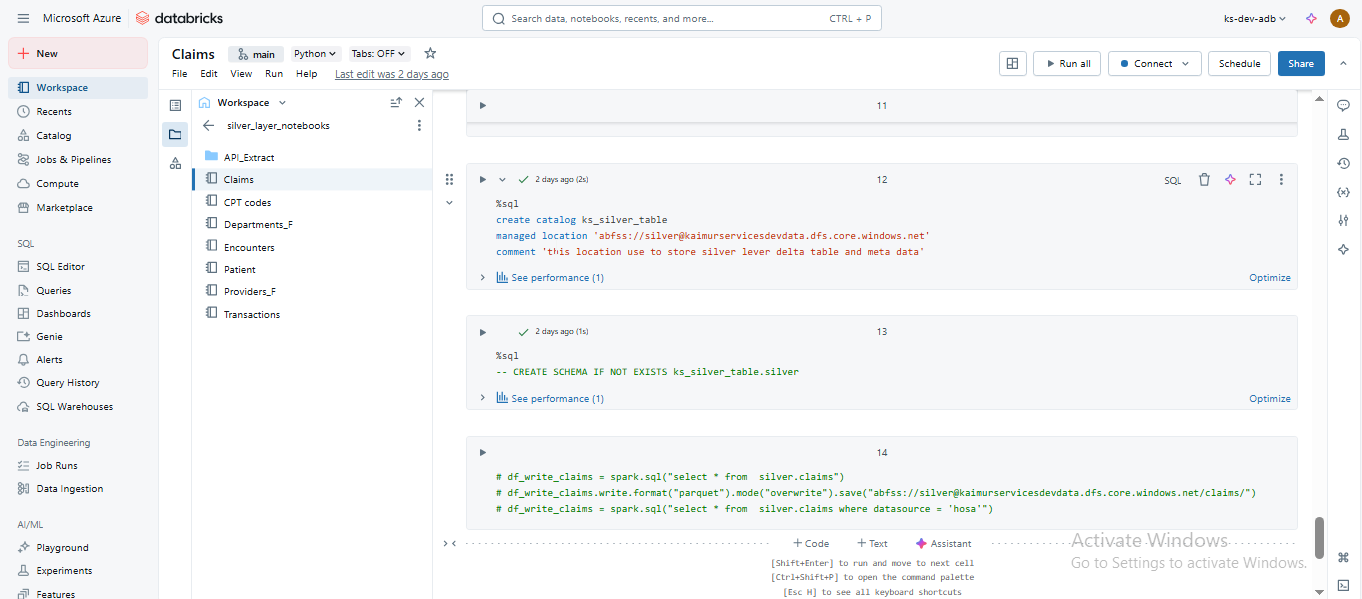 Microsoft Azure
databricks
Search data, notebooks, recents, and more...
CTRL + P
ks-dev-adb
A
New
Workspace
Recents
Catalog
Jobs & Pipelines
Compute
Marketplace
SQL
SQL Editor
Queries
Dashboards
Genie
Alerts
Query History
SQL Warehouses
Data Engineering
Job Runs
Data Ingestion
AI/ML
Playground
Experiments
Features
Claims
main
Python
Tabs: OFF
File Edit View Run Help Last edit was 2 days ago
Run all
Connect
Schedule
Share
Workspace
silver_layer_notebooks
API_Extract
Claims
CPT codes
Departments_F
Encounters
Patient
Providers_F
Transactions
11
2 days ago (2s)
12
SQL
%sql
create catalog ks_silver_table
managed location 'abfss://silver@kaimurservicesdevdata.dfs.core.windows.net'
comment 'this location use to store silver lever delta table and meta data'
See performance (1)
Optimize
2 days ago (1s)
13
%sql
-- CREATE SCHEMA IF NOT EXISTS ks_silver_table.silver
See performance (1)
Optimize
14
# df_write_claims = spark.sql("select * from  silver.claims")
# df_write_claims.write.format("parquet").mode("overwrite").save("abfss://silver@kaimurservicesdevdata.dfs.core.windows.net/claims/")
# df_write_claims = spark.sql("select * from  silver.claims where datasource = 'hosa'")
+ Code + Text Assistant
[Shift+Enter] to run and move to next cell
[Ctrl+Shift+P] to open the command palette
[Esc H] to see all keyboard shortcuts
Activate Windows
Go to Settings to activate Windows.